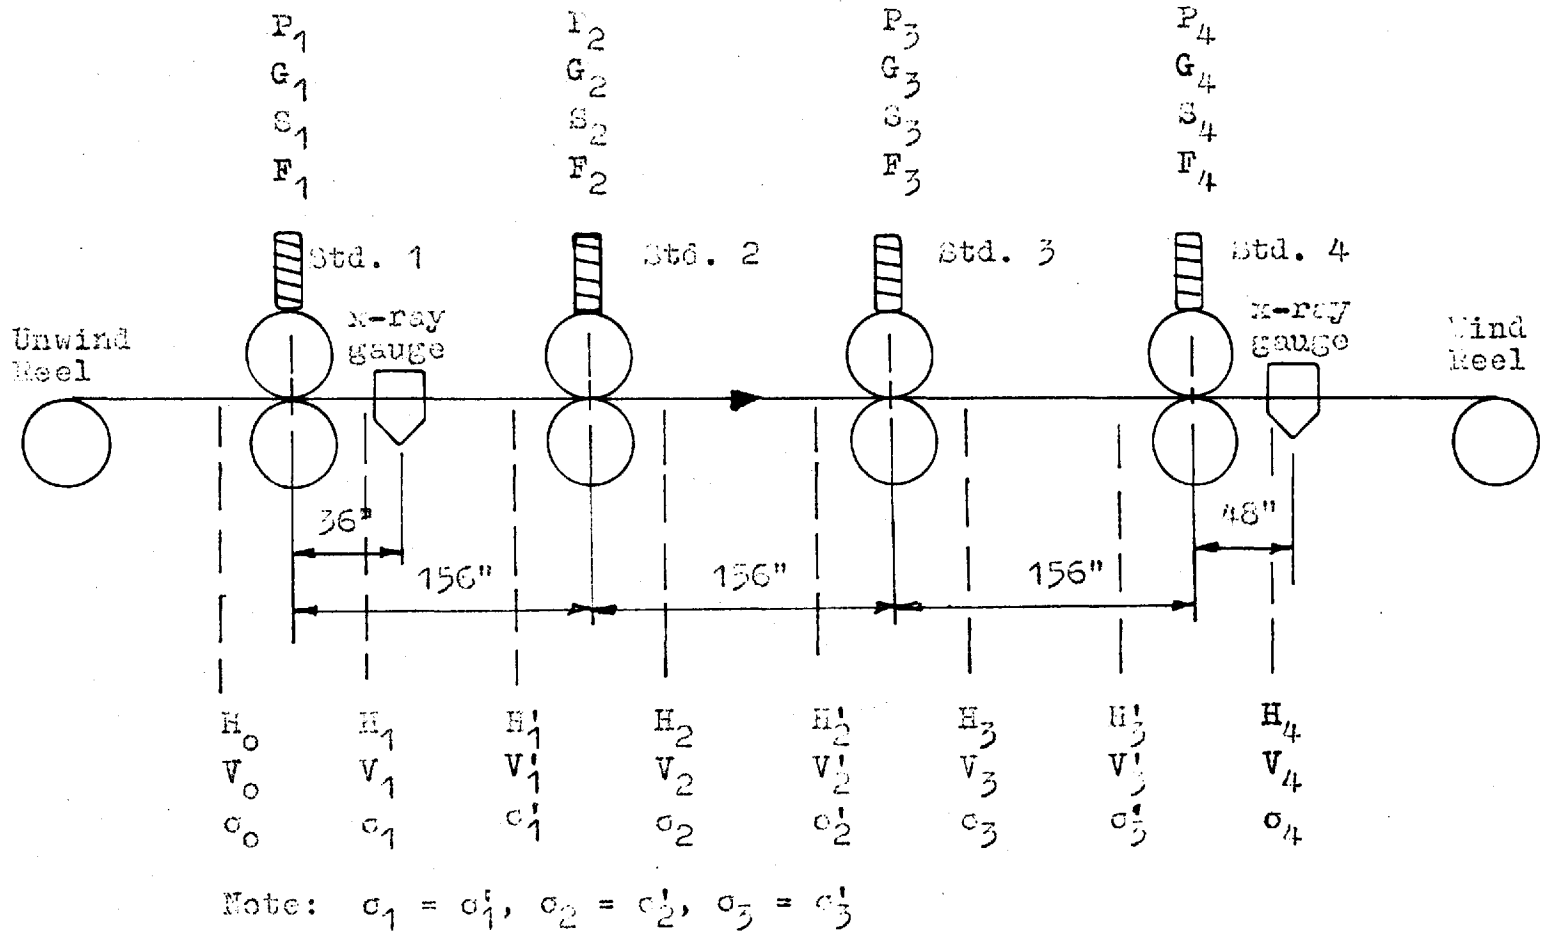 P₁ P₂ P₃ P₄
G₁ G₂ G₃ G₄
S₁ S₂ S₃ S₄
F₁ F₂ F₃ F₄
Std. 1 Std. 2 Std. 3 Std. 4
Unwind Reel
x-ray gauge
x-ray gauge
Wind Reel
36" 48"
156" 156" 156"
H₀ H₁ H'₁ H₂ H'₂ H₃ H'₃ H₄
V₀ V₁ V'₁ V₂ V'₂ V₃ V'₃ V₄
σ₀ σ₁ σ'₁ σ₂ σ'₂ σ₃ σ'₃ σ₄
Note: σ₁ = σ'₁, σ₂ = σ'₂, σ₃ = σ'₃